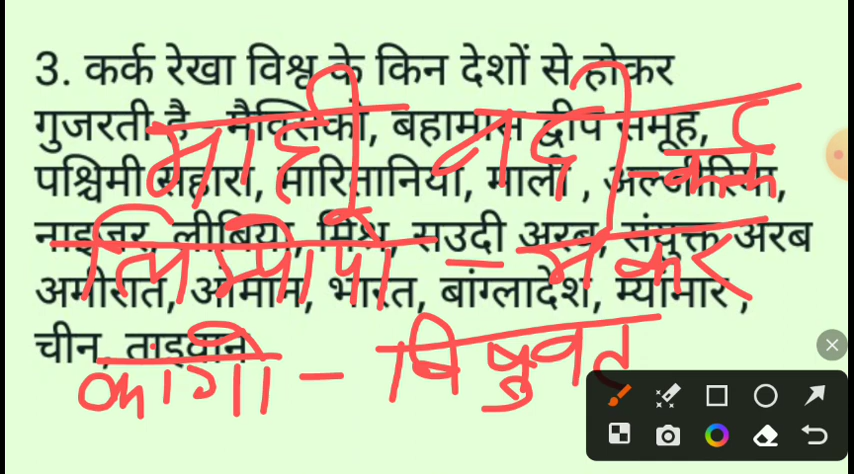 3. कर्क रेखा विश्व के किन देशों से होकर
गुजरती है - मैक्सिको, बहामास द्वीप समूह,
पश्चिमी सहारा, मारितानिया, माली , अल्जीरिया,
नाइजर, लीबिया, मिश्र, सउदी अरब, संयुक्त अरब
अमीरात, ओमान, भारत, बांग्लादेश, म्यांमार ,
चीन, ताइवान
माही नदी - कर्क
लिम्पोपो - मकर
कांगो - विषुवत